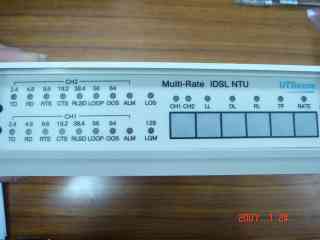 CH2
2.4 4.8 9.6 19.2 38.4 56 64
TD RD RTS CTS RLSD LOOP OOS ALM LOS
CH1
2.4 4.8 9.6 19.2 38.4 56 64 128
TD RD RTS CTS RLSD LOOP OOS ALM LGM
Multi-Rate IDSL NTU
UTStarcom
CH1 CH2 LL DL RL TP RATE
2007 1 24